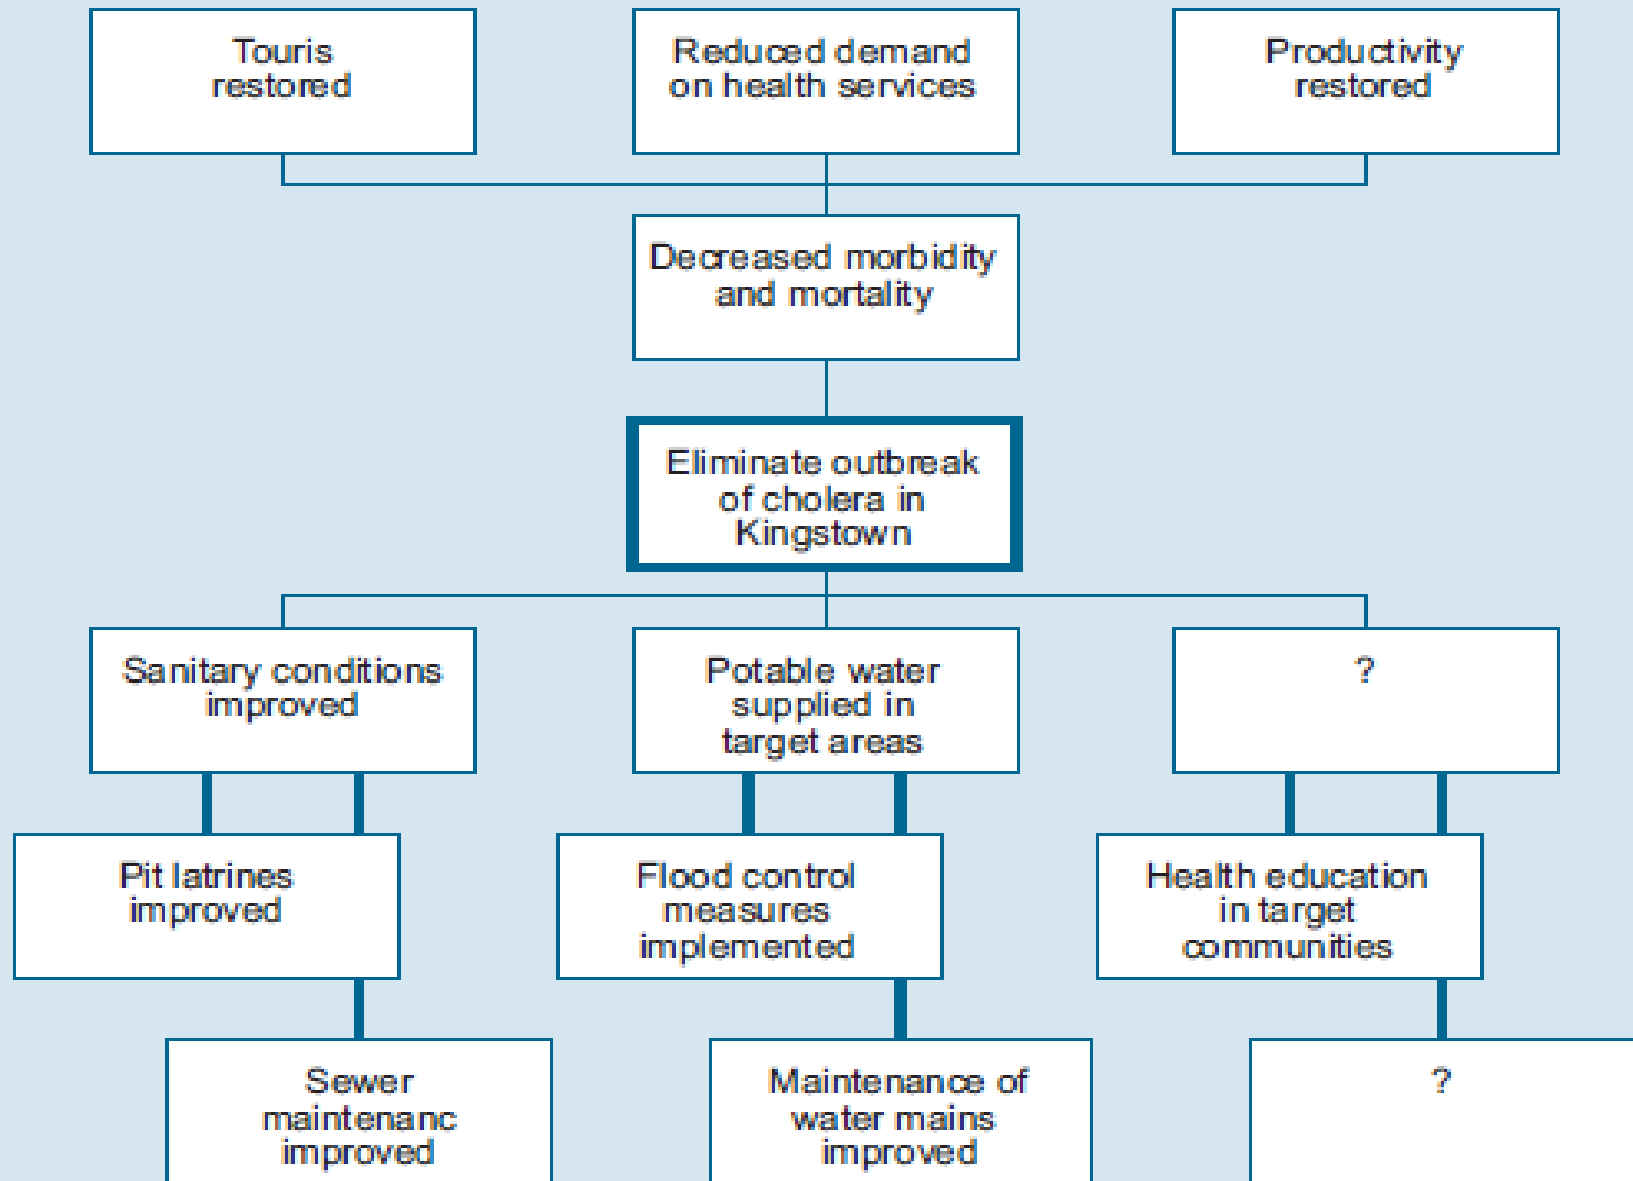 Touris
restored
Reduced demand
on health services
Productivity
restored
Decreased morbidity
and mortality
Eliminate outbreak
of cholera in
Kingstown
Sanitary conditions
improved
Potable water
supplied in
target areas
?
Pit latrines
improved
Flood control
measures
implemented
Health education
in target
communities
Sewer
maintenanc
improved
Maintenance of
water mains
improved
?